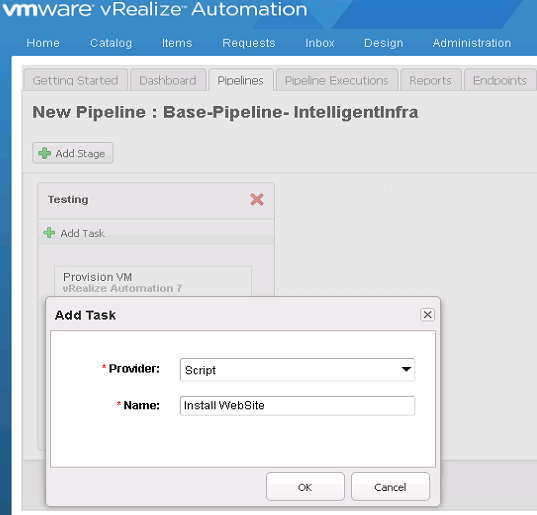 vmware® vRealize™ Automation
Home Catalog Items Requests Inbox Design Administration
Getting Started Dashboard Pipelines Pipeline Executions Reports Endpoints
New Pipeline : Base-Pipeline- IntelligentInfra
Add Stage
Testing
Add Task
Provision VM
vRealize Automation 7
Add Task
* Provider: Script
* Name: Install WebSite
OK Cancel